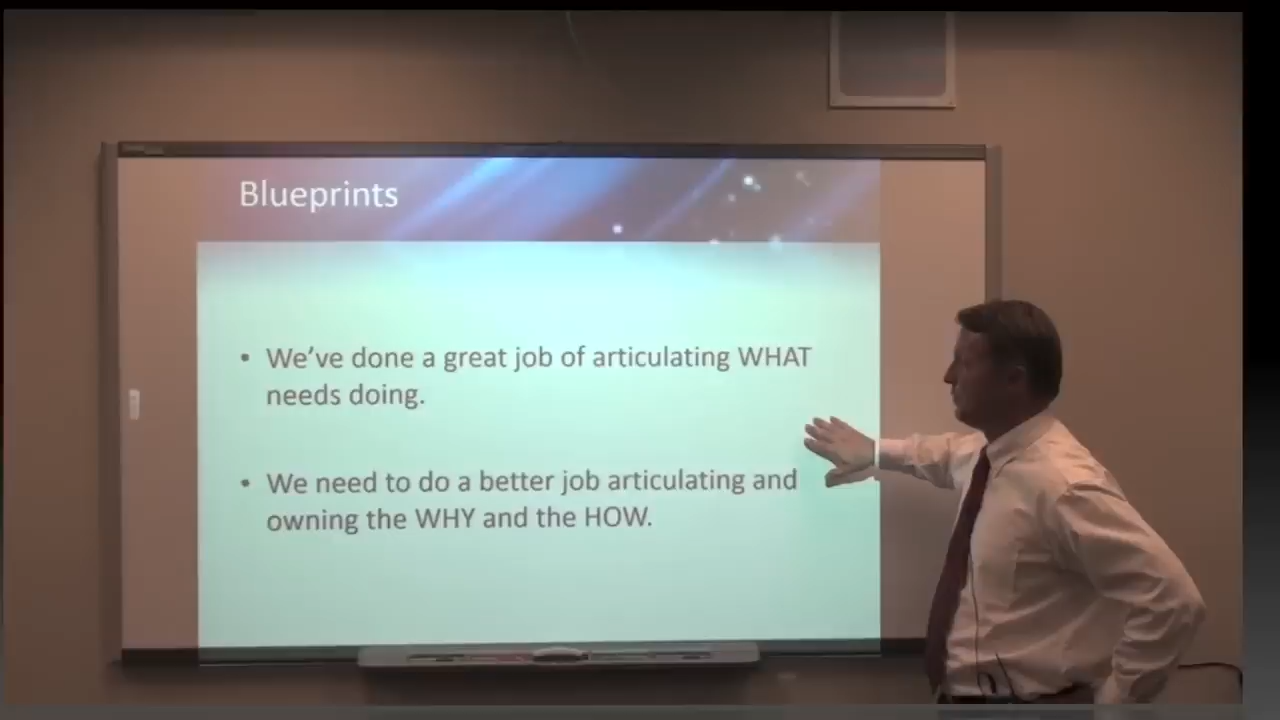 Blueprints
• We've done a great job of articulating WHAT
needs doing.
• We need to do a better job articulating and
owning the WHY and the HOW.